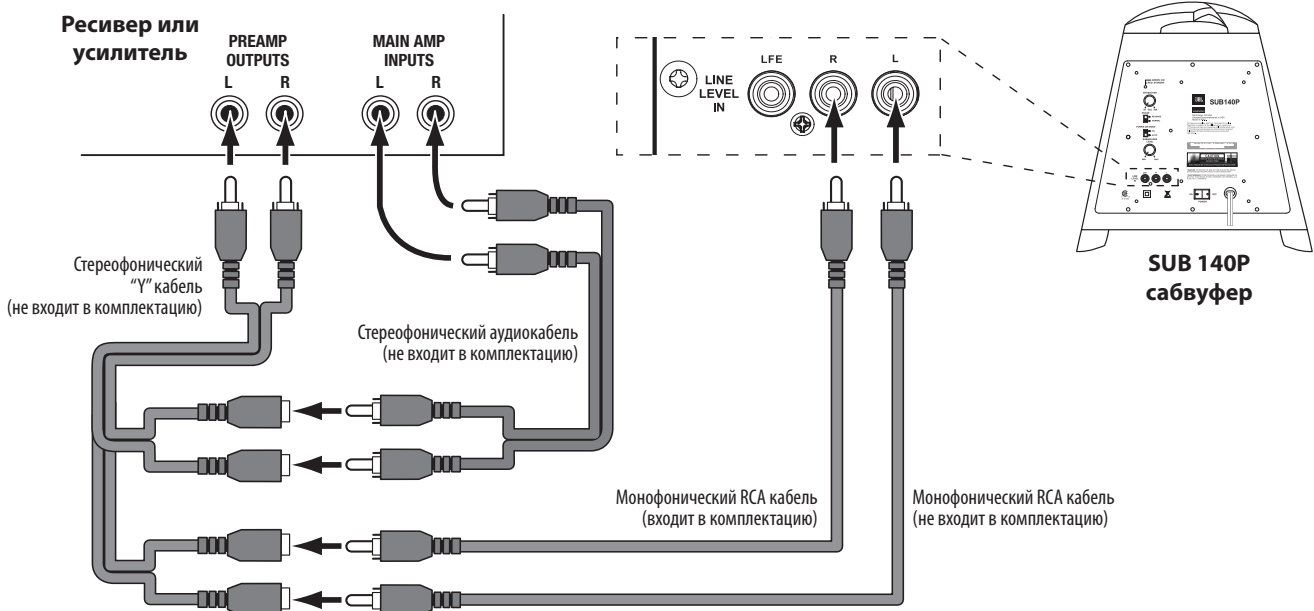 Ресивер или
усилитель
PREAMP
OUTPUTS
L R
MAIN AMP
INPUTS
L R
LINE
LEVEL
IN
LFE R L
JBL
SUB140P
SUB 140P
сабвуфер
Стереофонический
“Y” кабель
(не входит в комплектацию)
Стереофонический аудиокабель
(не входит в комплектацию)
Монофонический RCA кабель
(входит в комплектацию)
Монофонический RCA кабель
(не входит в комплектацию)